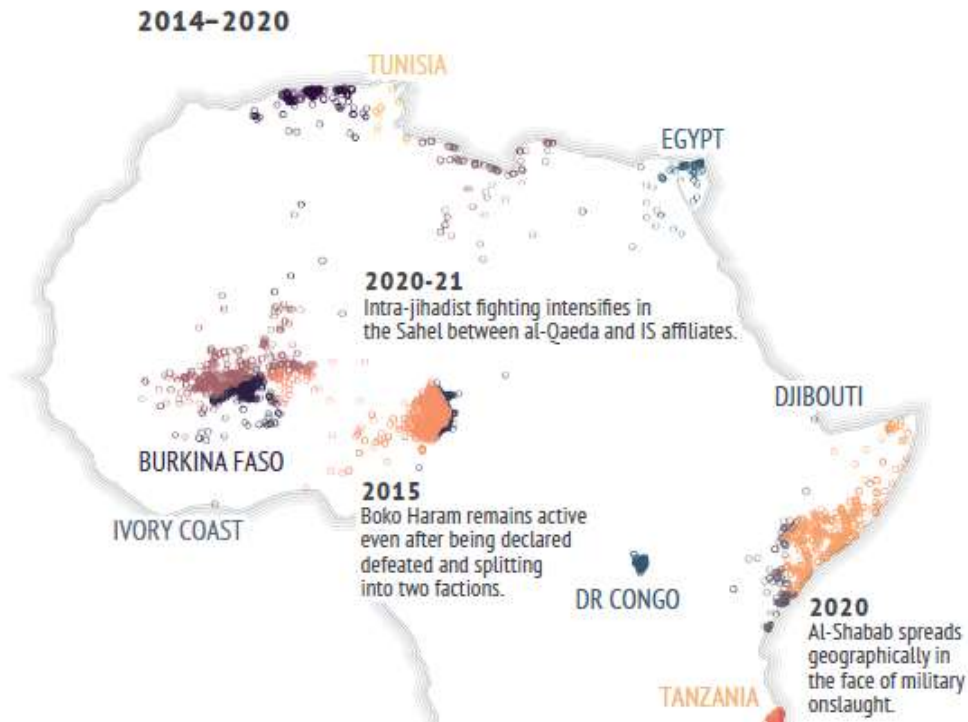 2014–2020
TUNISIA
EGYPT
2020-21
Intra-jihadist fighting intensifies in
the Sahel between al-Qaeda and IS affiliates.
DJIBOUTI
BURKINA FASO
IVORY COAST
2015
Boko Haram remains active
even after being declared
defeated and splitting
into two factions.
DR CONGO
2020
Al-Shabab spreads
geographically in
the face of military
onslaught.
TANZANIA